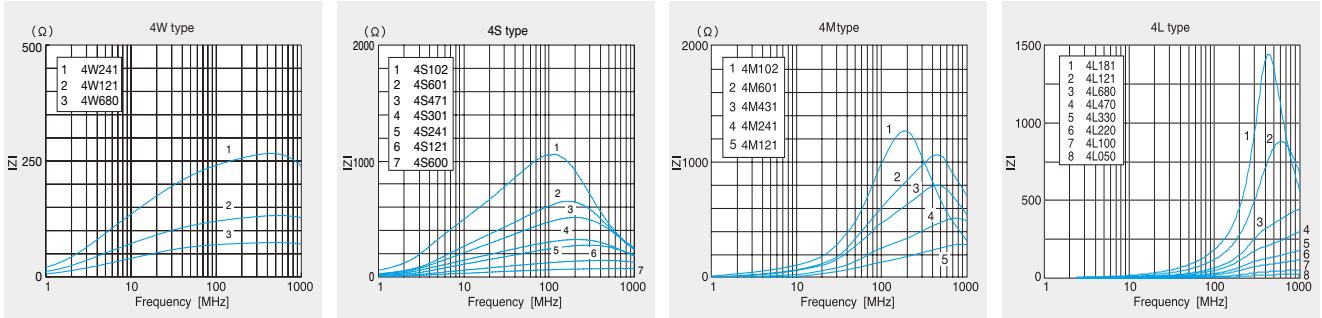 4W type
(Ω)
500
1 4W241
2 4W121
3 4W680
250
IZI
1
2
3
0
1 10 100 1000
Frequency [MHz]
4S type
(Ω)
2000
1 4S102
2 4S601
3 4S471
4 4S301
5 4S241
6 4S121
7 4S600
1000
IZI
1
2
3
4
5
6
7
0
1 10 100 1000
Frequency [MHz]
4Mtype
(Ω)
2000
1 4M102
2 4M601
3 4M431
4 4M241
5 4M121
1000
IZI
1
2
3
4
5
0
1 10 100 1000
Frequency [MHz]
4L type
1500
1 4L181
2 4L121
3 4L680
4 4L470
5 4L330
6 4L220
7 4L100
8 4L050
1000
IZI
500
1
2
3
4
5
6
7
8
0
1 10 100 1000
Frequency [MHz]